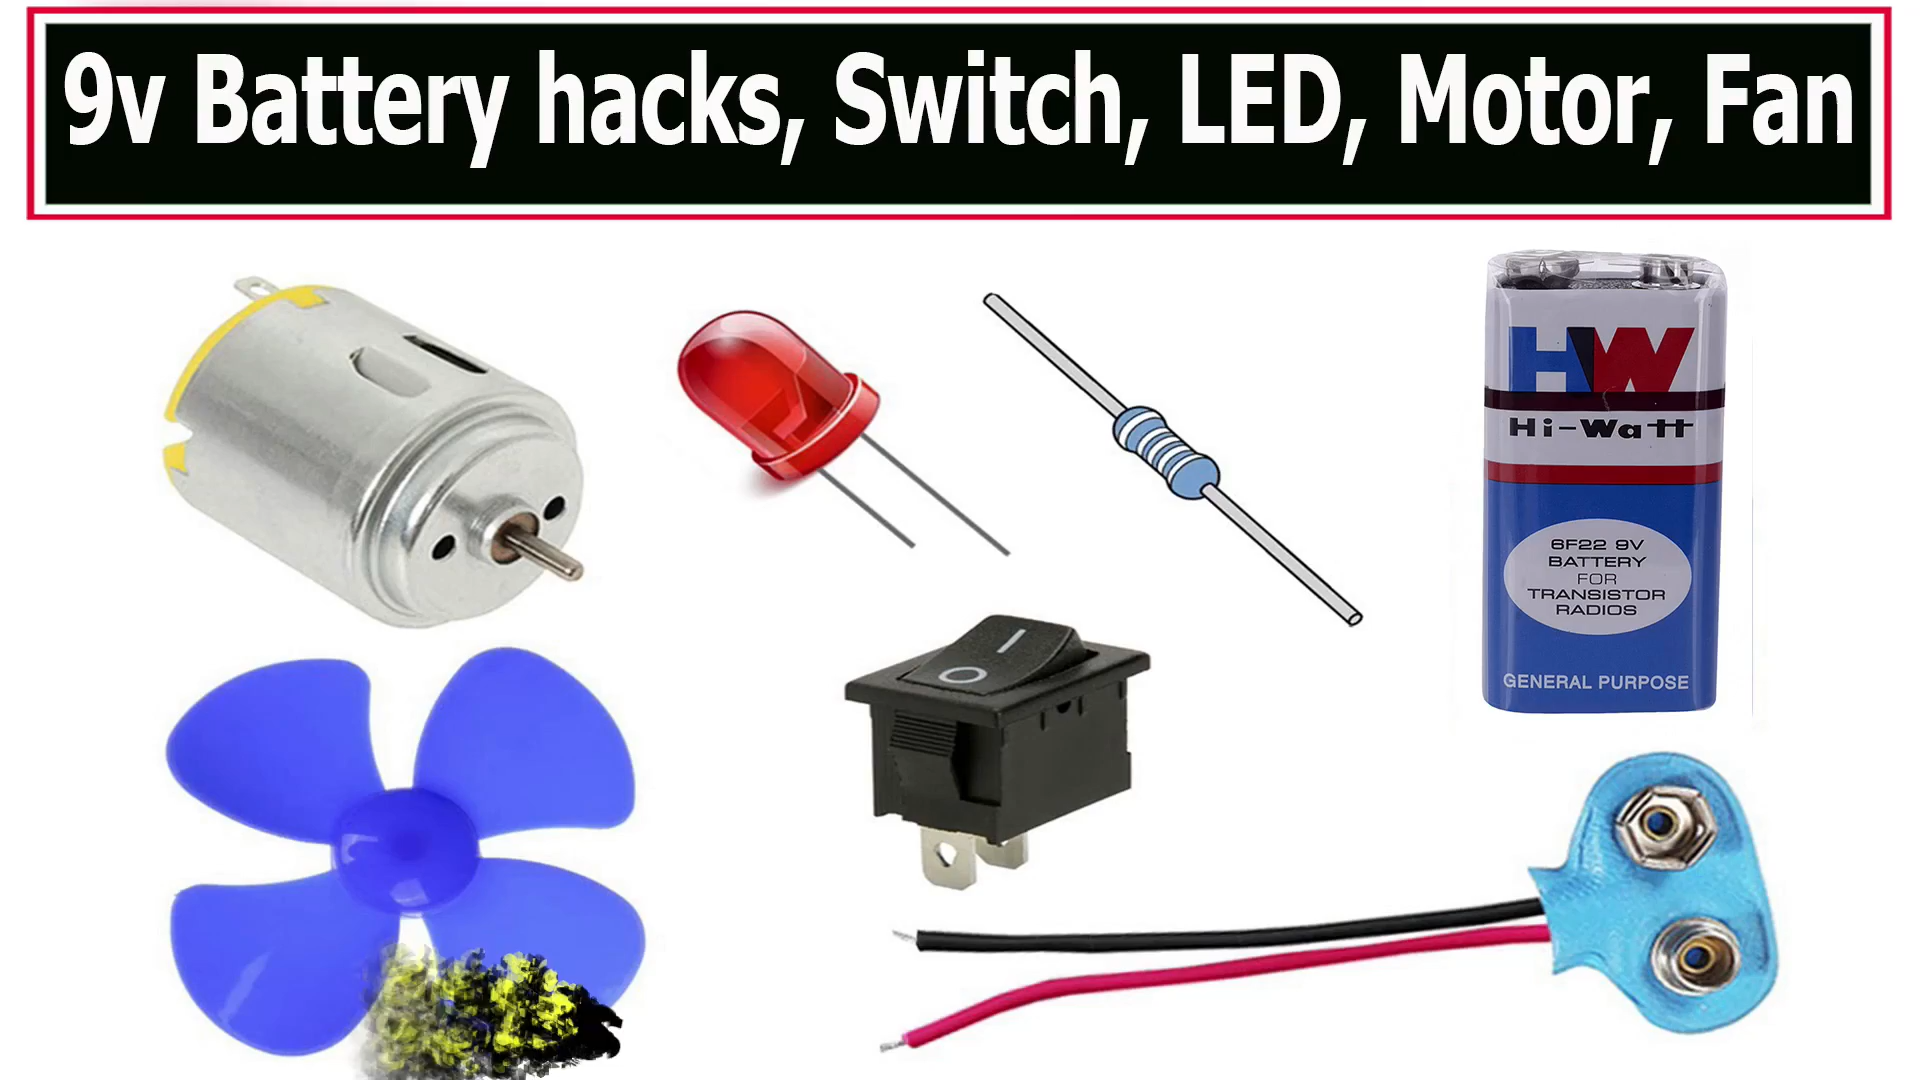 9v Battery hacks, Switch, LED, Motor, Fan
HW
Hi-Watt
6F22 9V
BATTERY
FOR
TRANSISTOR
RADIOS
GENERAL PURPOSE